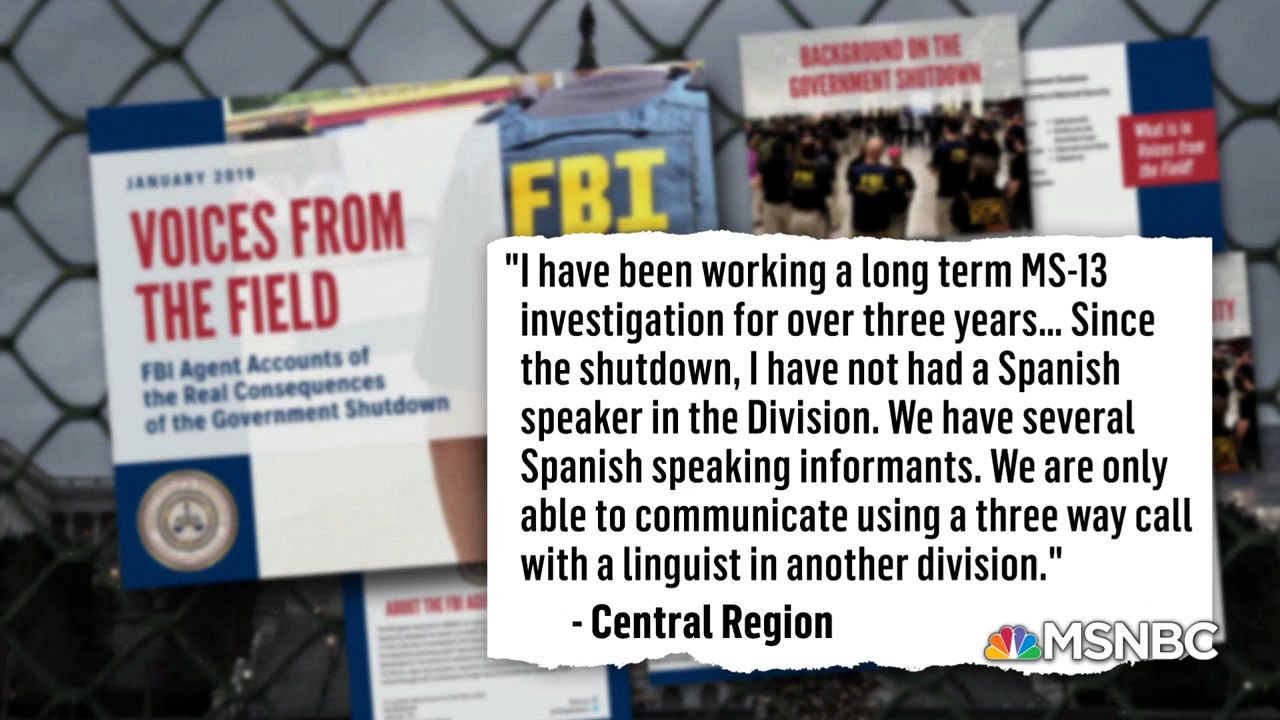 JANUARY 2019
VOICES FROM
THE FIELD
FBI Agent Accounts of
the Real Consequences
of the Government Shutdown
FBI
BACKGROUND ON THE
GOVERNMENT SHUTDOWN
FBI
What is in
Voices from
the Field?
"I have been working a long term MS-13
investigation for over three years... Since
the shutdown, I have not had a Spanish
speaker in the Division. We have several
Spanish speaking informants. We are only
able to communicate using a three way call
with a linguist in another division."
- Central Region
ABOUT THE FBI
MSNBC